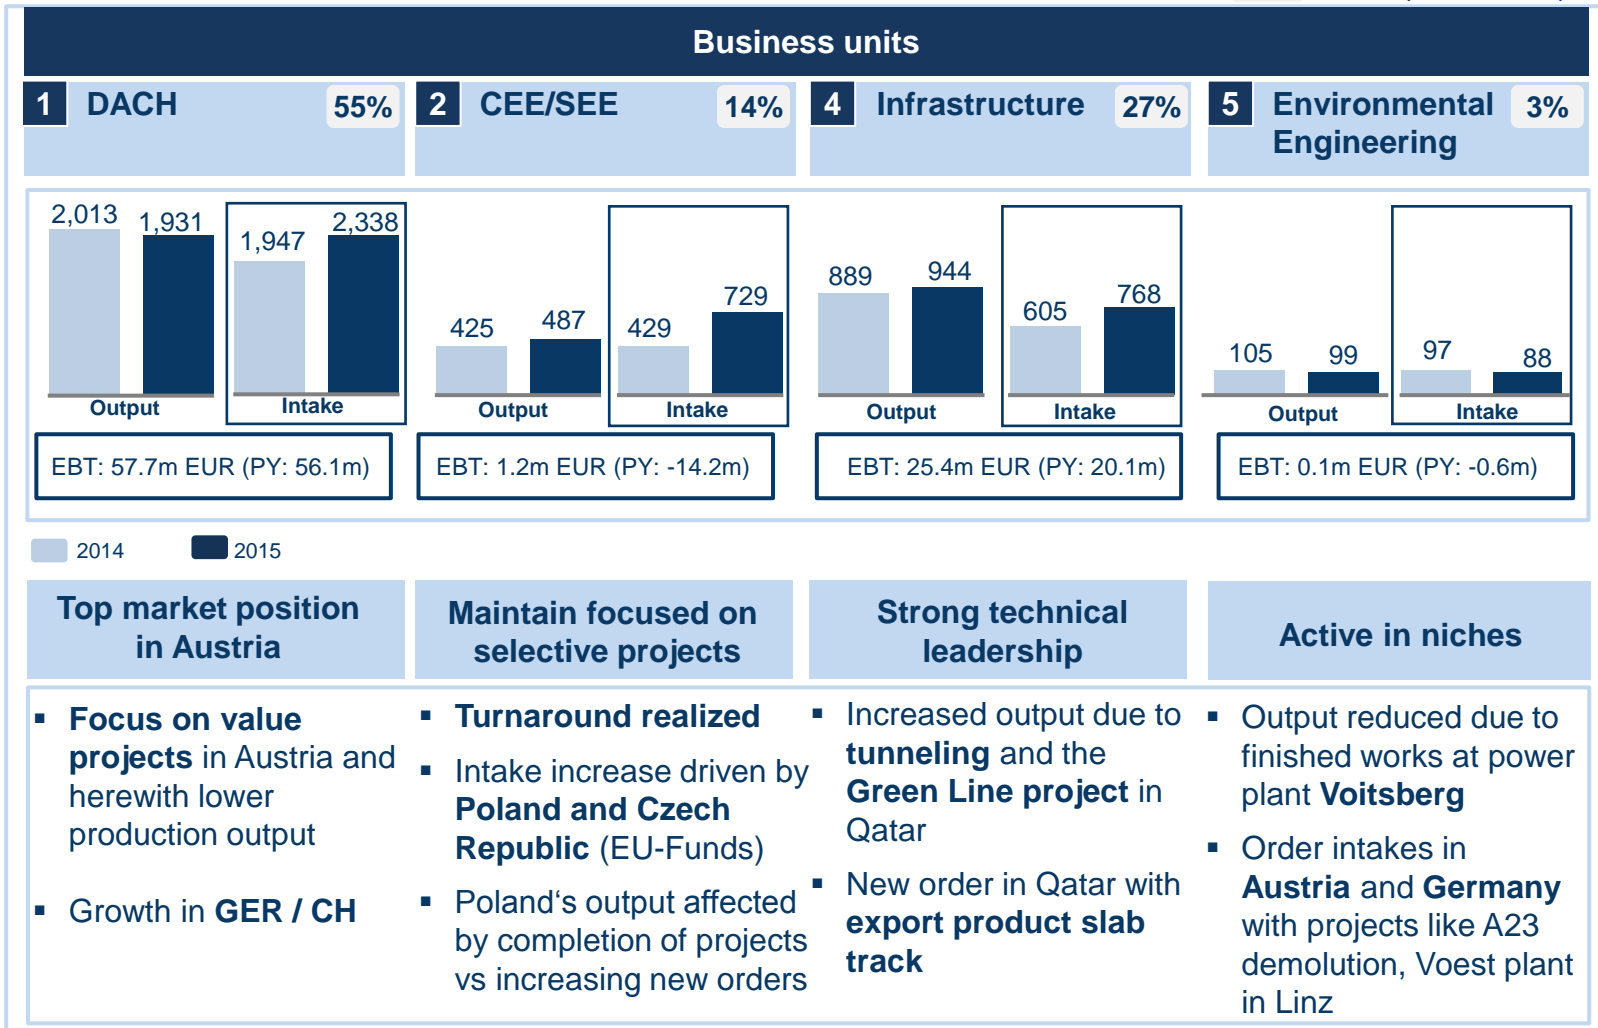 Business units
1 DACH 55%
2 CEE/SEE 14%
4 Infrastructure 27%
5 Environmental 3%
Engineering
2,013 1,931
1,947 2,338
Output
Intake
425 487
429 729
Output
Intake
889 944
605 768
Output
Intake
105 99
97 88
Output
Intake
EBT: 57.7m EUR (PY: 56.1m)
EBT: 1.2m EUR (PY: -14.2m)
EBT: 25.4m EUR (PY: 20.1m)
EBT: 0.1m EUR (PY: -0.6m)
2014
2015
Top market position
in Austria
▪ Focus on value
projects in Austria and
herewith lower
production output
▪ Growth in GER / CH
Maintain focused on
selective projects
▪ Turnaround realized
▪ Intake increase driven by
Poland and Czech
Republic (EU-Funds)
▪ Poland‘s output affected
by completion of projects
vs increasing new orders
Strong technical
leadership
▪ Increased output due to
tunneling and the
Green Line project in
Qatar
▪ New order in Qatar with
export product slab
track
Active in niches
▪ Output reduced due to
finished works at power
plant Voitsberg
▪ Order intakes in
Austria and Germany
with projects like A23
demolution, Voest plant
in Linz